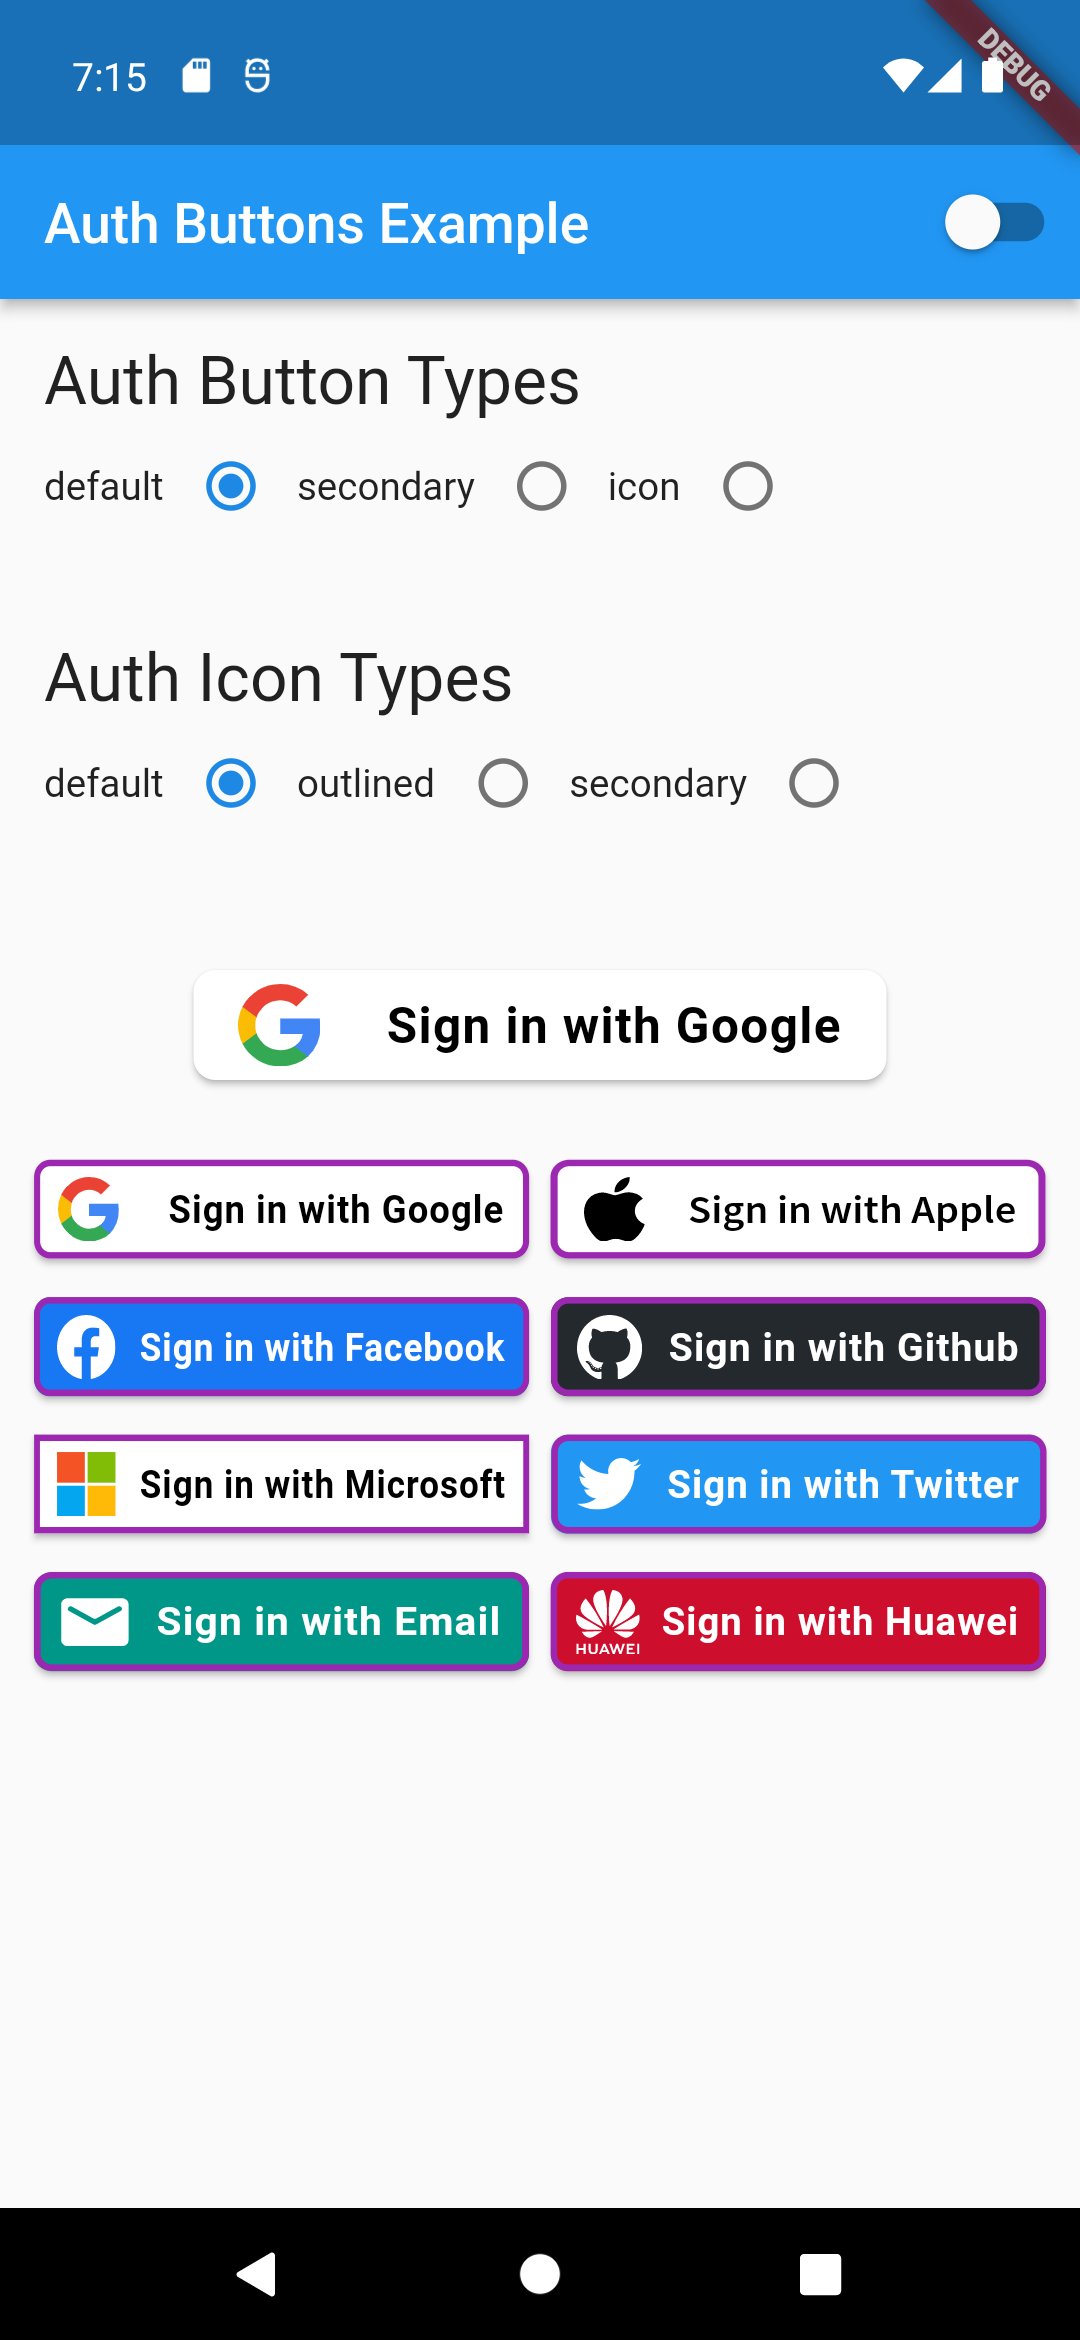 7:15
DEBUG
Auth Buttons Example
Auth Button Types
default secondary icon
Auth Icon Types
default outlined secondary
Sign in with Google
Sign in with Google Sign in with Apple
Sign in with Facebook Sign in with Github
Sign in with Microsoft Sign in with Twitter
Sign in with Email HUAWEI Sign in with Huawei